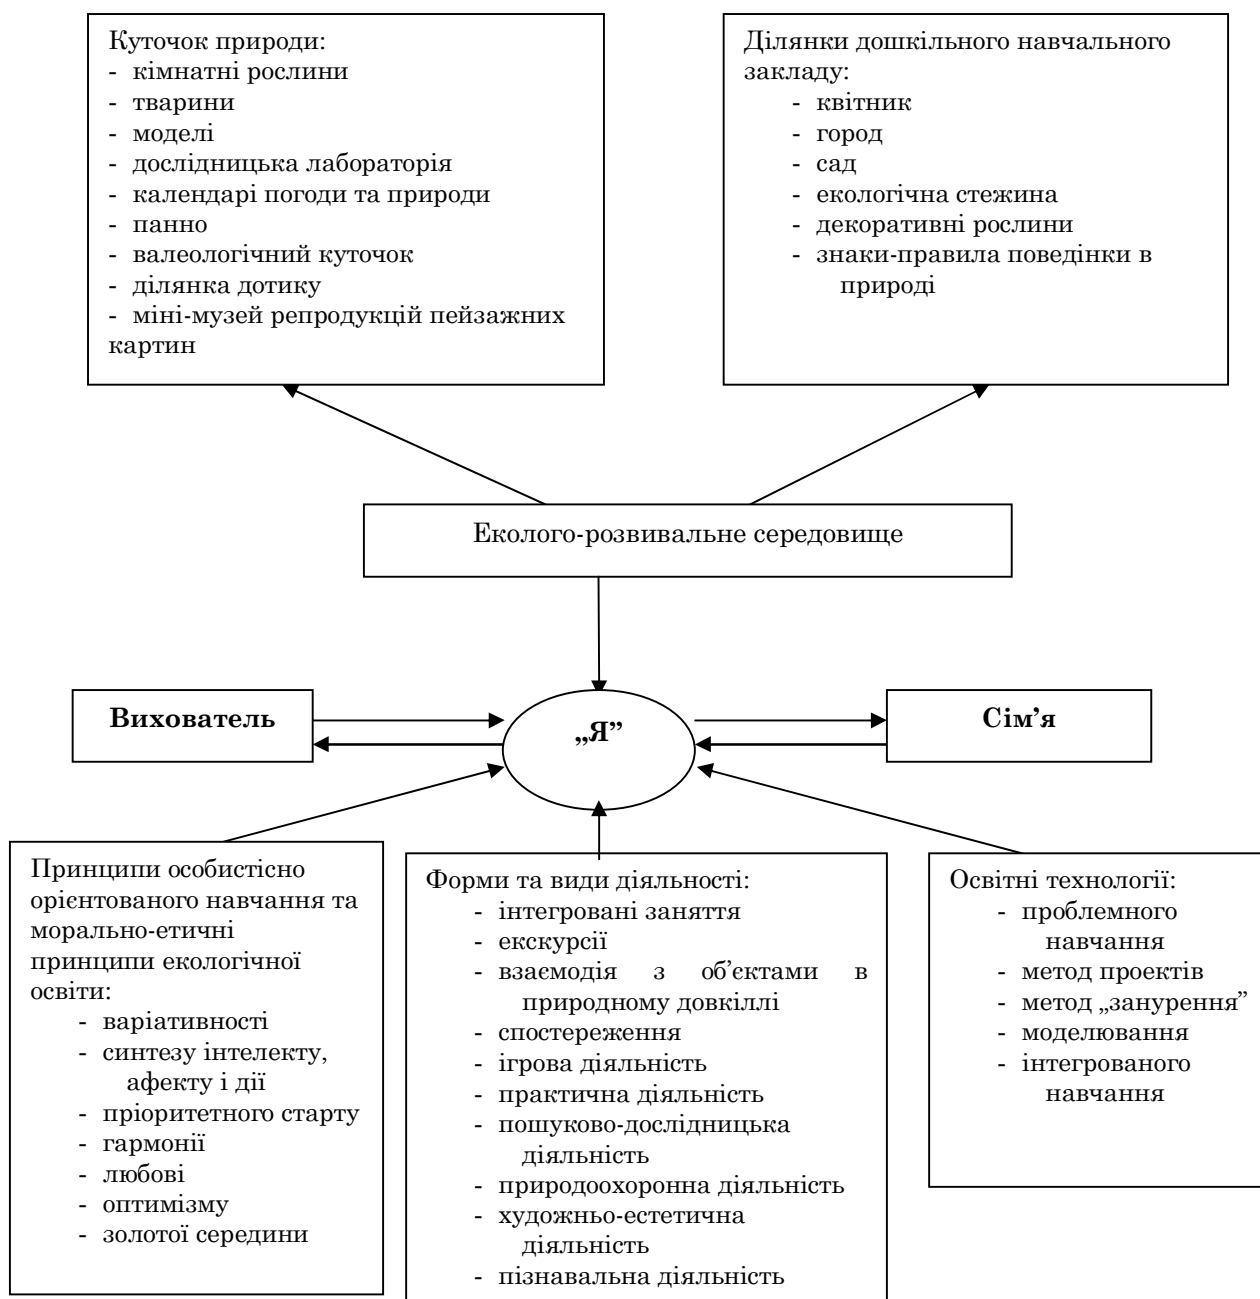 Куточок природи:
- кімнатні рослини
- тварини
- моделі
- дослідницька лабораторія
- календарі погоди та природи
- панно
- валеологічний куточок
- ділянка дотику
- міні-музей репродукцій пейзажних
картин
Ділянки дошкільного навчального
закладу:
- квітник
- город
- сад
- екологічна стежина
- декоративні рослини
- знаки-правила поведінки в
природі
Еколого-розвивальне середовище
Вихователь
„Я”
Сім’я
Принципи особистісно
орієнтованого навчання та
морально-етичні
принципи екологічної
освіти:
- варіативності
- синтезу інтелекту,
афекту і дії
- пріоритетного старту
- гармонії
- любові
- оптимізму
- золотої середини
Форми та види діяльності:
- інтегровані заняття
- екскурсії
- взаємодія з об’єктами в
природному довкіллі
- спостереження
- ігрова діяльність
- практична діяльність
- пошуково-дослідницька
діяльність
- природоохоронна діяльність
- художньо-естетична
діяльність
- пізнавальна діяльність
Освітні технології:
- проблемного
навчання
- метод проектів
- метод „занурення”
- моделювання
- інтегрованого
навчання